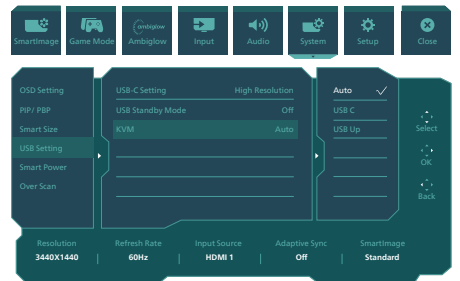 ambiglow
SmartImage Game Mode Ambiglow Input Audio System Setup Close
OSD Setting USB-C Setting High Resolution Auto
PIP/ PBP USB Standby Mode Off USB C
Smart Size KVM Auto USB Up
Select
USB Setting
OK
Smart Power
Over Scan
Back
Resolution Refresh Rate Input Source Adaptive Sync SmartImage
3440X1440 | 60Hz | HDMI 1 | Off | Standard